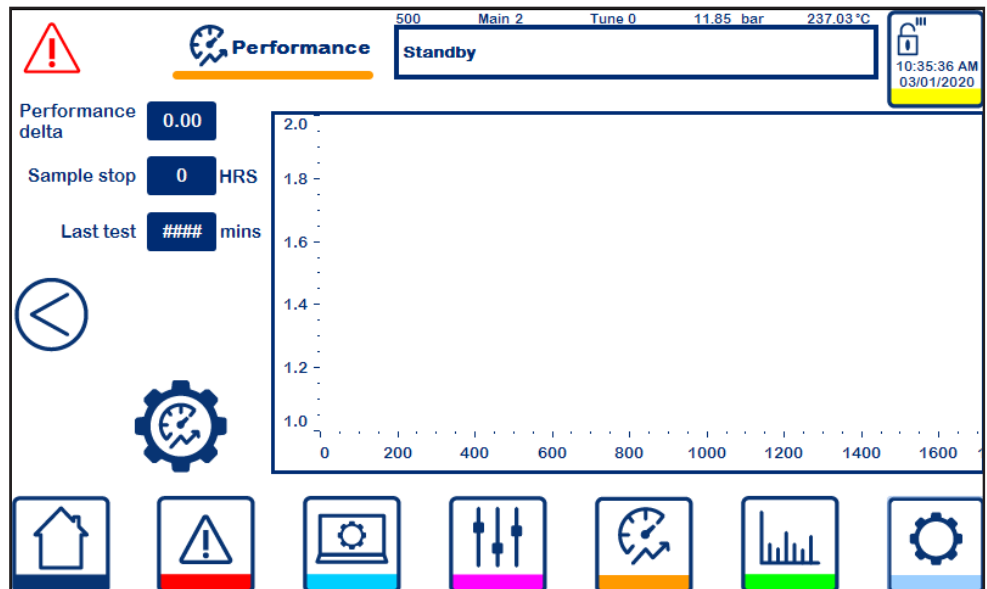 500 Main 2 Tune 0 11.85 bar 237.03 °C
Performance
Standby
10:35:36 AM
03/01/2020
Performance
delta
0.00
Sample stop 0 HRS
Last test #### mins
2.0
1.8
1.6
1.4
1.2
1.0
0 200 400 600 800 1000 1200 1400 1600